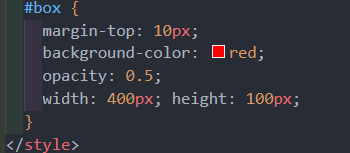 #box {
margin-top: 10px;
background-color: red;
opacity: 0.5;
width: 400px; height: 100px;
}
</style>